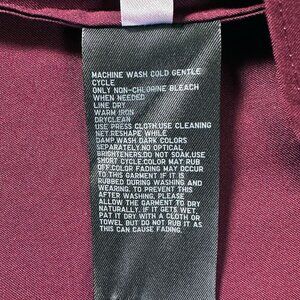 MACHINE WASH COLD GENTLE
CYCLE
ONLY NON-CHLORINE BLEACH
WHEN NEEDED
LINE DRY
WARM IRON
DRYCLEAN
USE PRESS CLOTH.USE CLEANING
NET.RESHAPE WHILE
DAMP.WASH DARK COLORS
SEPARATELY.NO OPTICAL
BRIGHTENERS.DO NOT SOAK.USE
SHORT CYCLE.COLOR MAY RUB
OFF.COLOR FADING MAY OCCUR
TO THIS GARMENT IF IT IS
RUBBED DURING WASHING AND
WEARING. TO PREVENT THIS
AFTER WASHING, PLEASE
ALLOW THE GARMENT TO DRY
NATURALLY. IF IT GETS WET,
PAT IT DRY WITH A CLOTH OR
TOWEL BUT DO NOT RUB IT AS
THIS CAN CAUSE FADING.